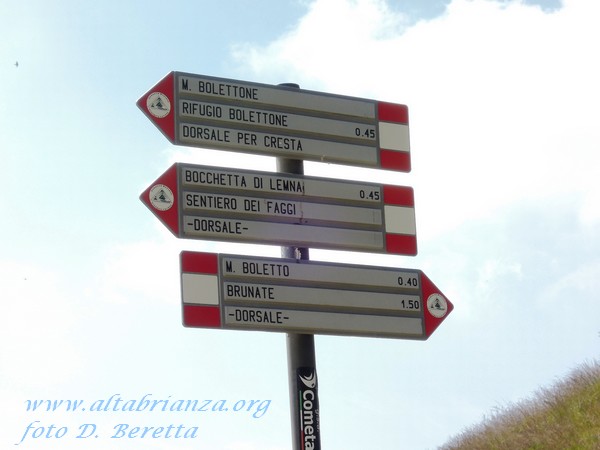 M. BOLETTONE
RIFUGIO BOLETTONE 0.45
DORSALE PER CRESTA
BOCCHETTA DI LEMNA 0.45
SENTIERO DEI FAGGI
-DORSALE-
M. BOLETTO 0.40
BRUNATE 1.50
-DORSALE-
Cometa
www.altabrianza.org
foto D. Beretta